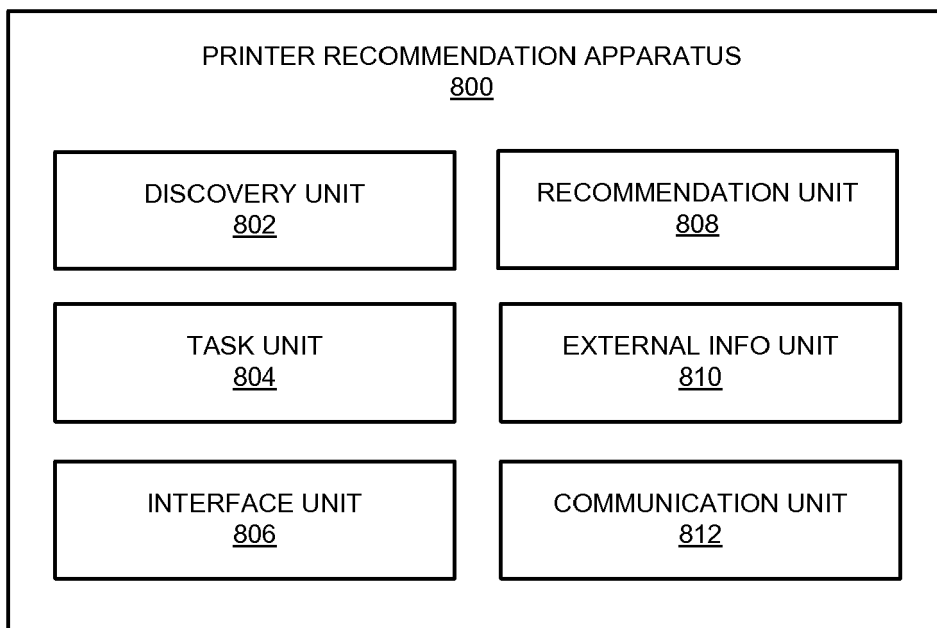 PRINTER RECOMMENDATION APPARATUS
800
DISCOVERY UNIT
802
RECOMMENDATION UNIT
808
TASK UNIT
804
EXTERNAL INFO UNIT
810
INTERFACE UNIT
806
COMMUNICATION UNIT
812